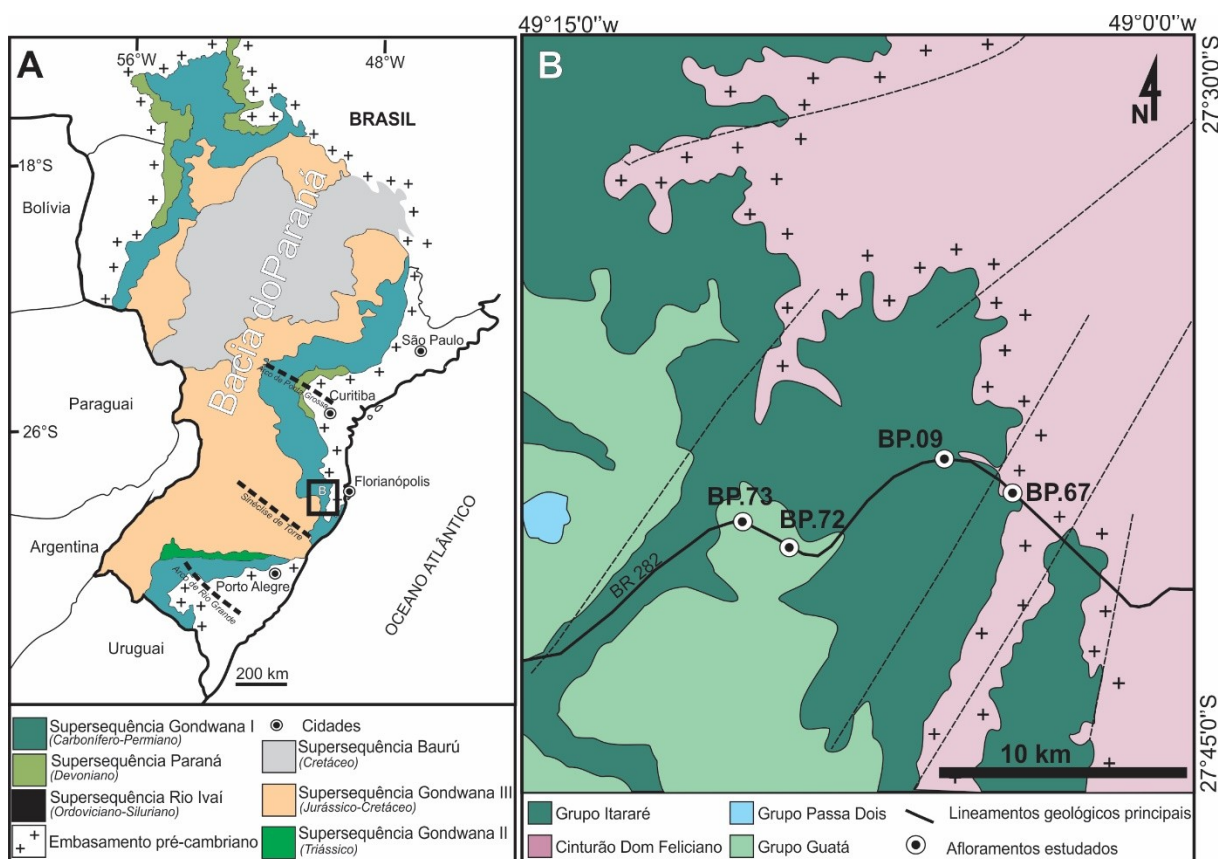 A
56°W
48°W
BRASIL
18°S
Bolívia
Bacia do Paraná
São Paulo
Arco de Ponta Grossa
Curitiba
Paraguai
26°S
B
Florianópolis
Sinéclise de Torre
Argentina
Porto Alegre
Arco de Rio Grande
OCEANO ATLÂNTICO
Uruguai
200 km
Supersequência Gondwana I
(Carbonífero-Permiano)
Supersequência Paraná
(Devoniano)
Supersequência Rio Ivaí
(Ordoviciano-Siluriano)
Embasamento pré-cambriano
Cidades
Supersequência Baurú
(Cretáceo)
Supersequência Gondwana III
(Jurássico-Cretáceo)
Supersequência Gondwana II
(Triássico)
49°15'0"w
49°0'0"w
B
N
27°30'0"s
BP.09
BP.73
BP.67
BP.72
BR 282
27°45'0"s
10 km
Grupo Itararé
Cinturão Dom Feliciano
Grupo Passa Dois
Grupo Guatá
Lineamentos geológicos principais
Afloramentos estudados